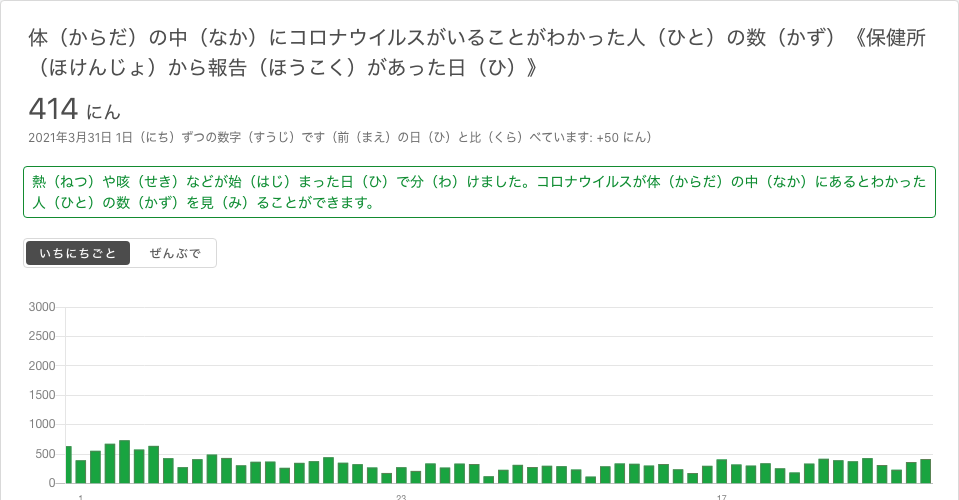 体（からだ）の中（なか）にコロナウイルスがいることがわかった人（ひと）の数（かず）《保健所
（ほけんじょ）から報告（ほうこく）があった日（ひ）》
414 にん
2021年3月31日 1日（にち）ずつの数字（すうじ）です（前（まえ）の日（ひ）と比（くら）べています: +50 にん）
熱（ねつ）や咳（せき）などが始（はじ）まった日（ひ）で分（わ）けました。コロナウイルスが体（からだ）の中（なか）にあるとわかった
人（ひと）の数（かず）を見（み）ることができます。
いちにちごと ぜんぶで
3000
2500
2000
1500
1000
500
0
1 23 17